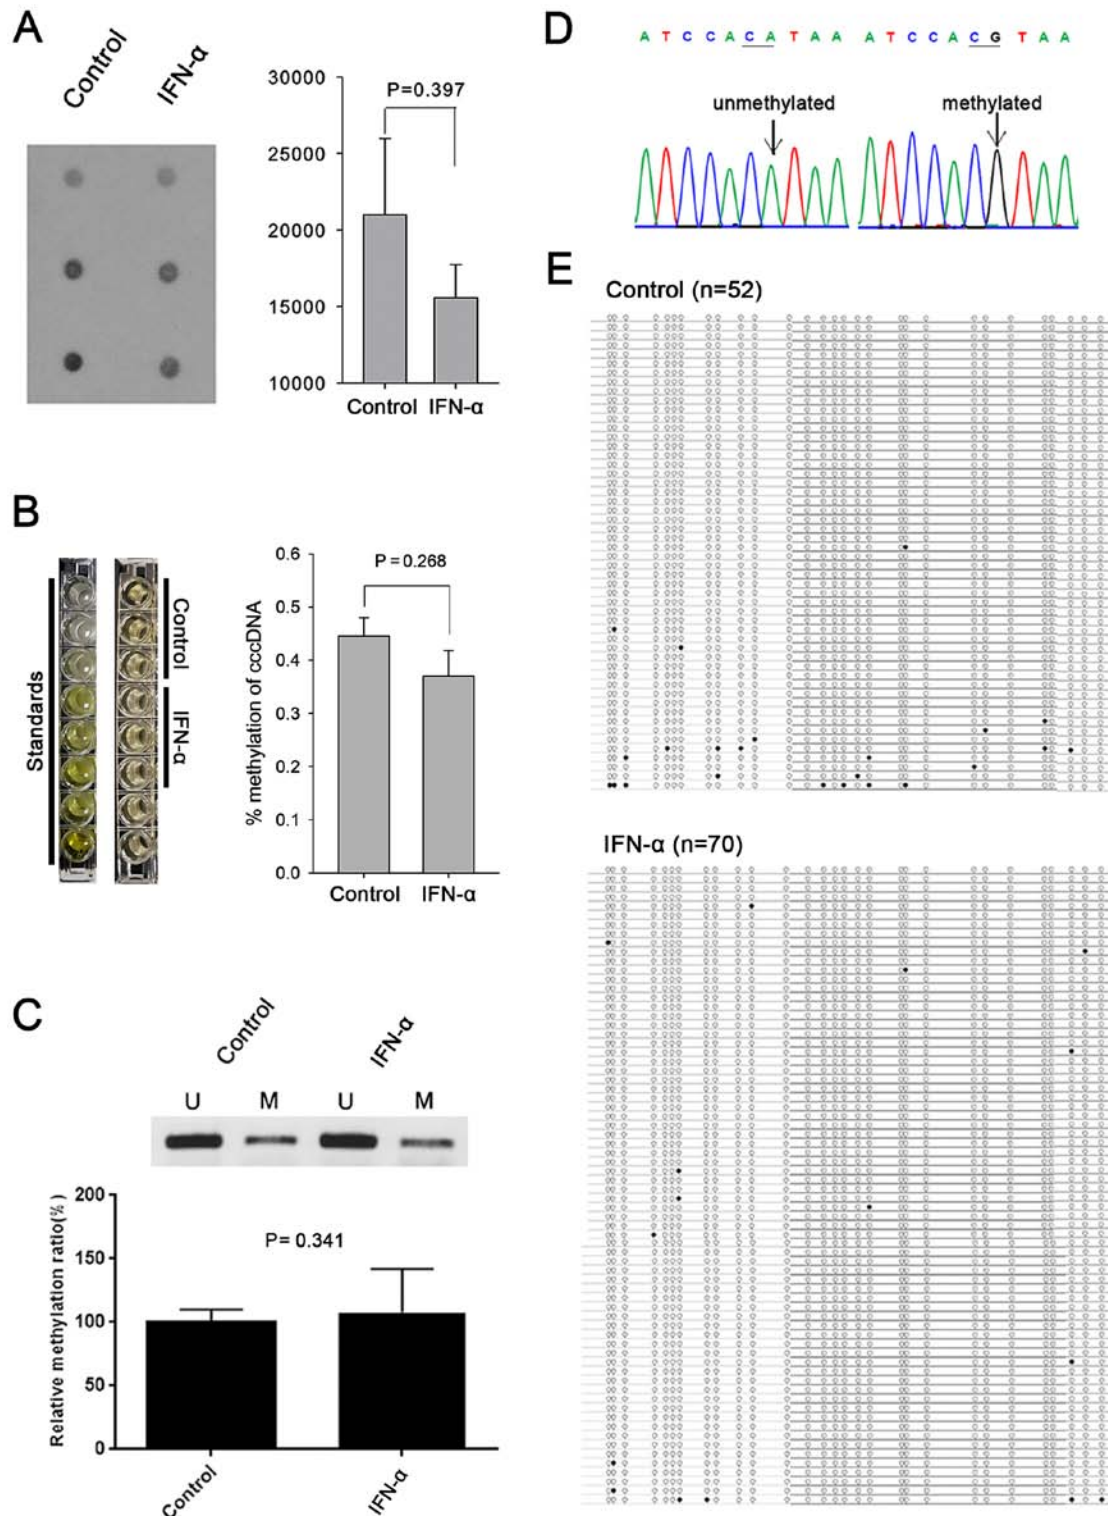 A
Control
IFN-α
30000
25000
20000
15000
10000
P=0.397
Control
IFN-α
B
Standards
Control
IFN-α
% methylation of cccDNA
0.6
0.5
0.4
0.3
0.2
0.1
0.0
P = 0.268
Control
IFN-α
C
Control
IFN-α
U M U M
Relative methylation ratio(%)
200
150
100
50
0
P= 0.341
Control
IFN-α
D
A T C C A C A T A A A T C C A C G T A A
unmethylated
methylated
E
Control (n=52)
IFN-α (n=70)